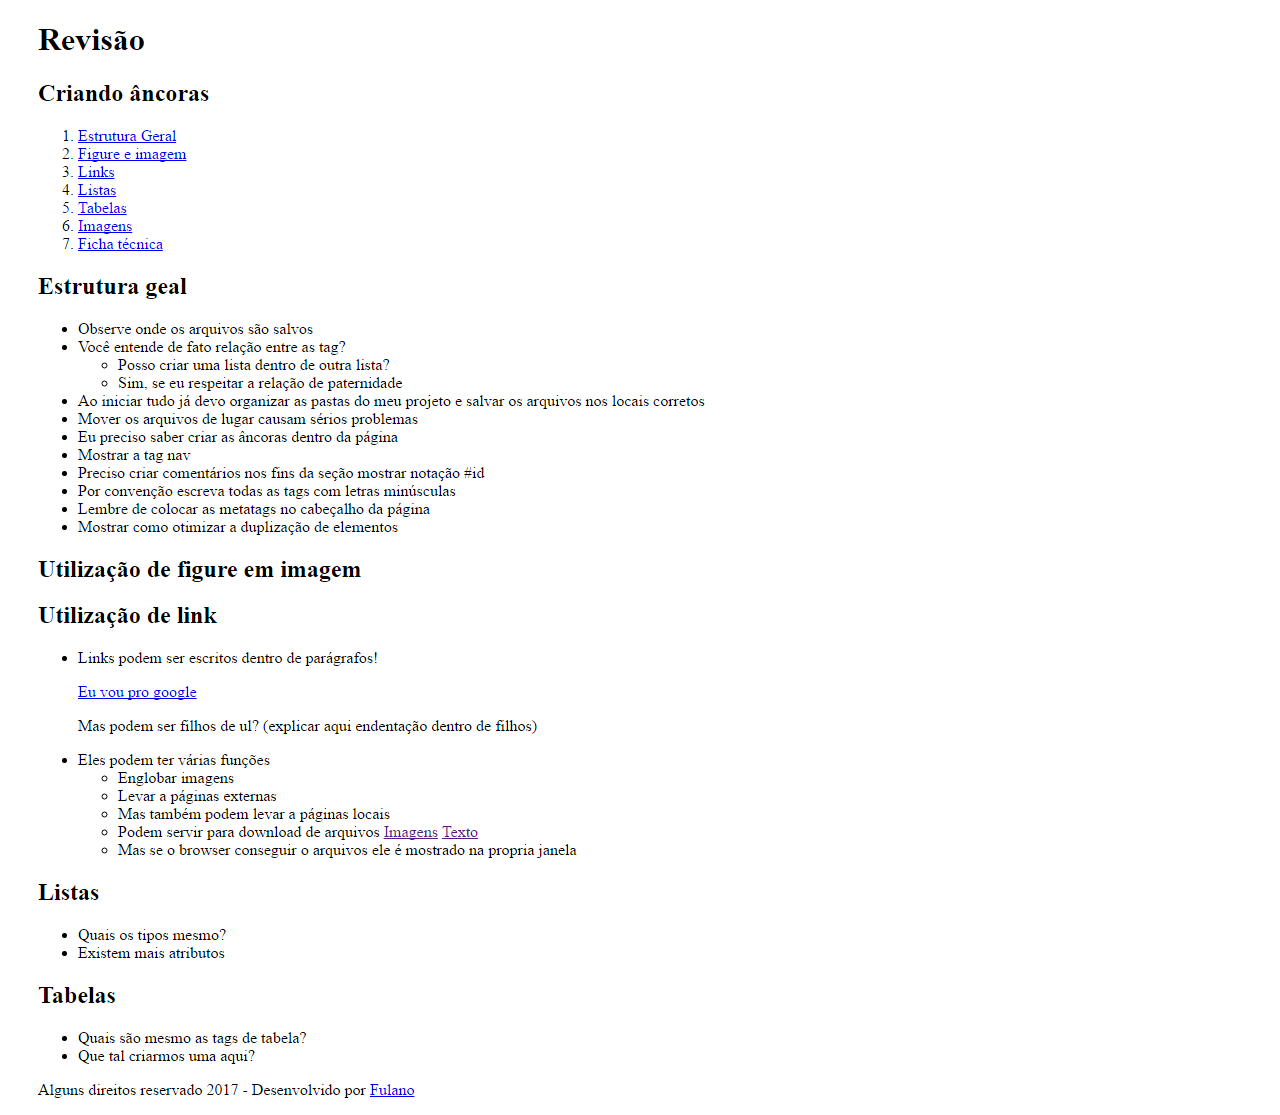 Revisão
Criando âncoras
1. Estrutura Geral
2. Figure e imagem
3. Links
4. Listas
5. Tabelas
6. Imagens
7. Ficha técnica
Estrutura geal
• Observe onde os arquivos são salvos
• Você entende de fato relação entre as tag?
◦ Posso criar uma lista dentro de outra lista?
◦ Sim, se eu respeitar a relação de paternidade
• Ao iniciar tudo já devo organizar as pastas do meu projeto e salvar os arquivos nos locais corretos
• Mover os arquivos de lugar causam sérios problemas
• Eu preciso saber criar as âncoras dentro da página
• Mostrar a tag nav
• Preciso criar comentários nos fins da seção mostrar notação #id
• Por convenção escreva todas as tags com letras minúsculas
• Lembre de colocar as metatags no cabeçalho da página
• Mostrar como otimizar a duplização de elementos
Utilização de figure em imagem
Utilização de link
• Links podem ser escritos dentro de parágrafos!
Eu vou pro google
Mas podem ser filhos de ul? (explicar aqui endentação dentro de filhos)
• Eles podem ter várias funções
◦ Englobar imagens
◦ Levar a páginas externas
◦ Mas também podem levar a páginas locais
◦ Podem servir para download de arquivos Imagens Texto
◦ Mas se o browser conseguir o arquivos ele é mostrado na propria janela
Listas
• Quais os tipos mesmo?
• Existem mais atributos
Tabelas
• Quais são mesmo as tags de tabela?
• Que tal criarmos uma aqui?
Alguns direitos reservado 2017 - Desenvolvido por Fulano